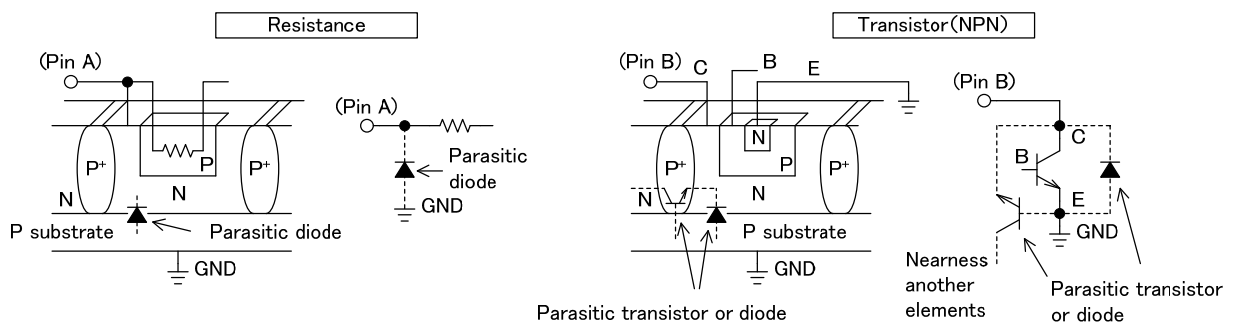 Resistance
(Pin A)
P⁺
P
P⁺
N
N
P substrate
Parasitic diode
GND
(Pin A)
Parasitic
diode
GND
Transistor(NPN)
(Pin B)
C
B
E
N
P⁺
P
P⁺
N
N
P substrate
GND
Parasitic transistor or diode
(Pin B)
C
B
E
GND
Nearness
another
elements
Parasitic transistor
or diode